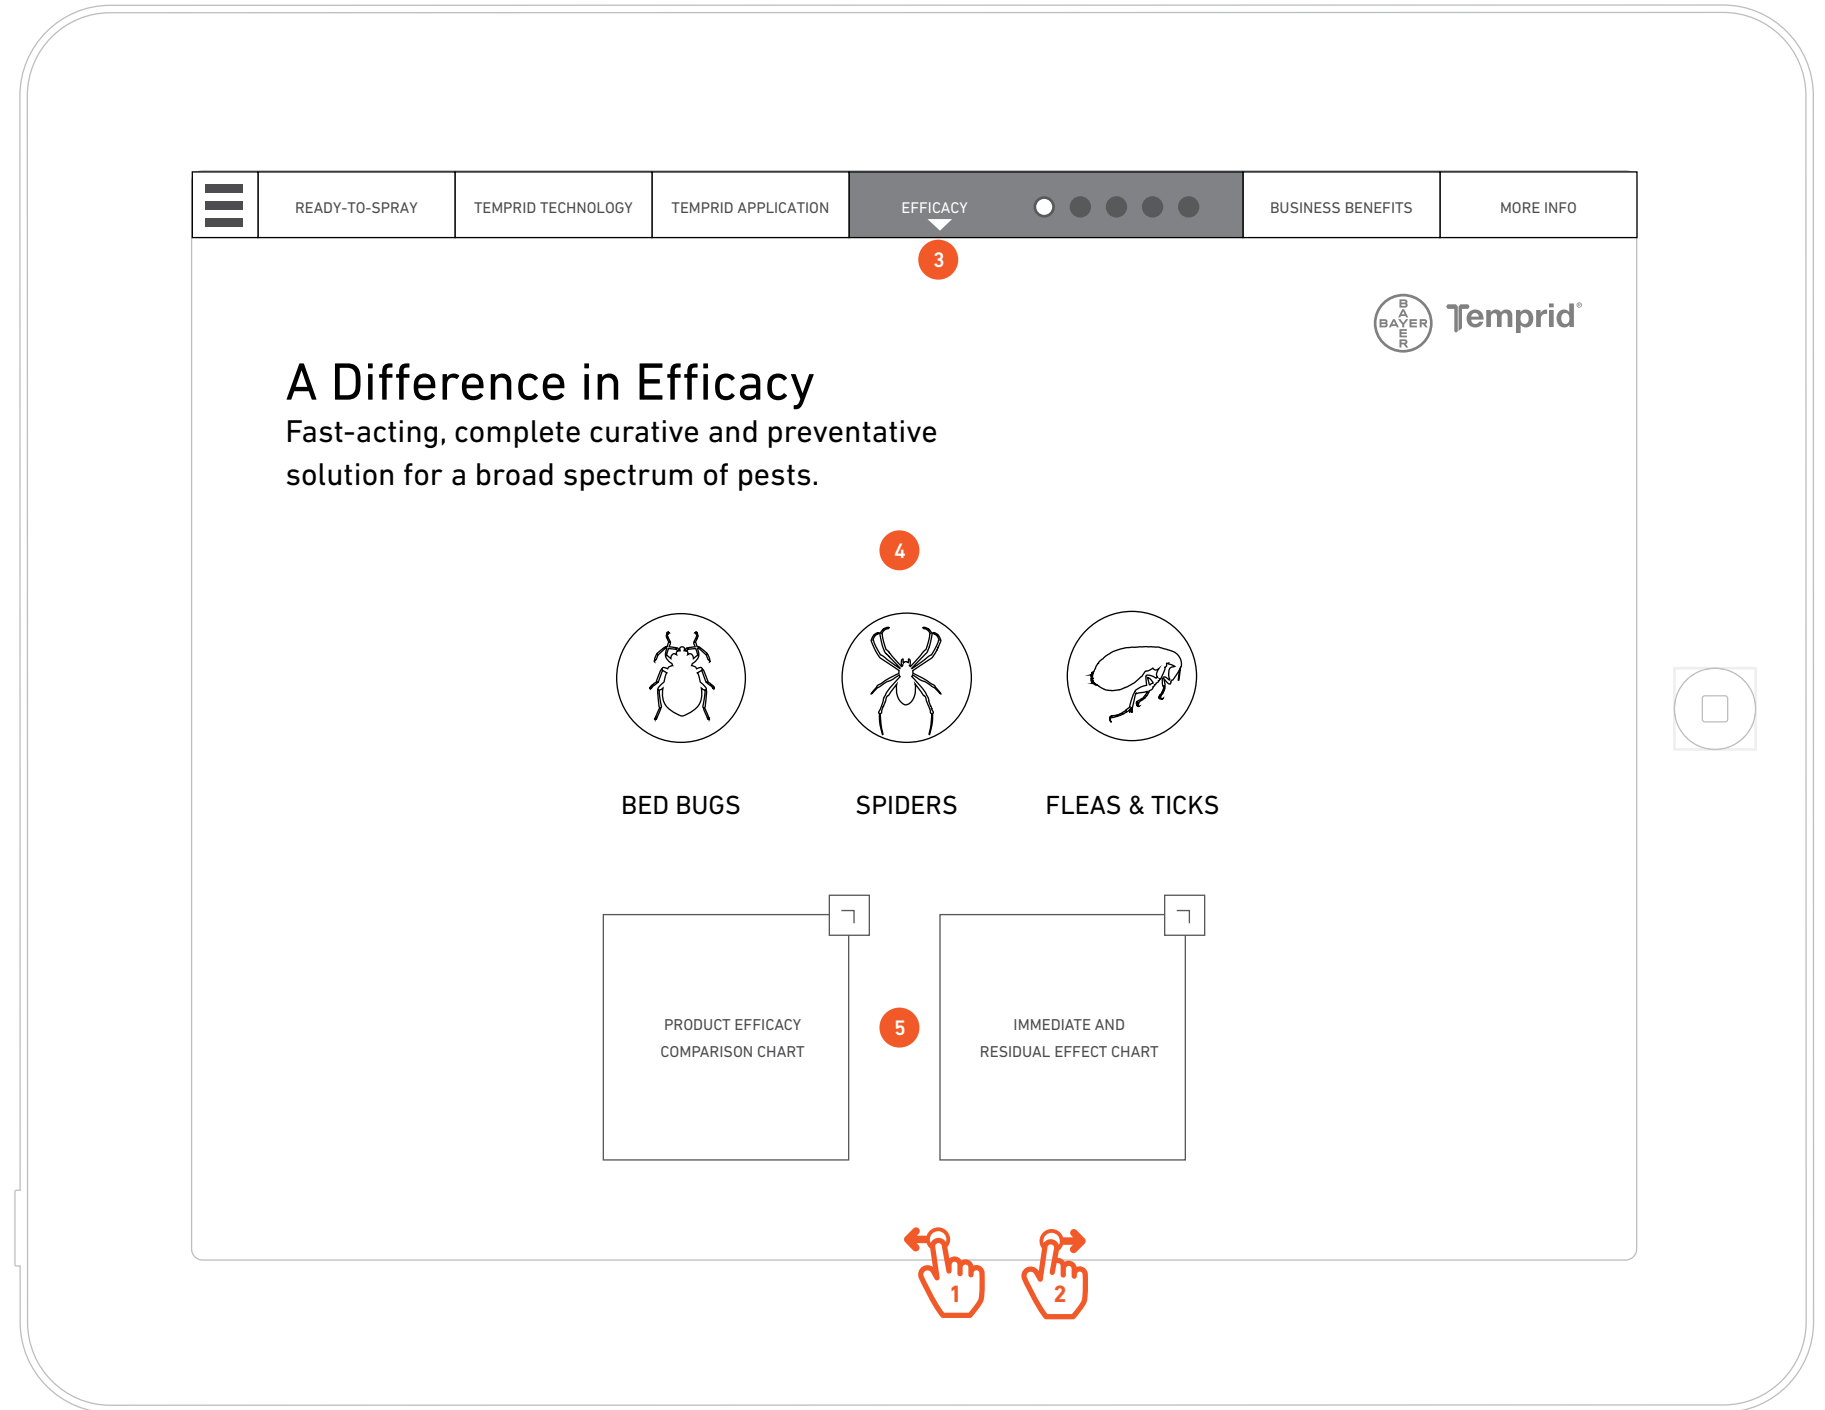 READY-TO-SPRAY
TEMPRID TECHNOLOGY
TEMPRID APPLICATION
EFFICACY
BUSINESS BENEFITS
MORE INFO
3
BAYER
BAYER
Temprid®
A Difference in Efficacy
Fast-acting, complete curative and preventative
solution for a broad spectrum of pests.
4
BED BUGS
SPIDERS
FLEAS & TICKS
PRODUCT EFFICACY
COMPARISON CHART
5
IMMEDIATE AND
RESIDUAL EFFECT CHART
1
2